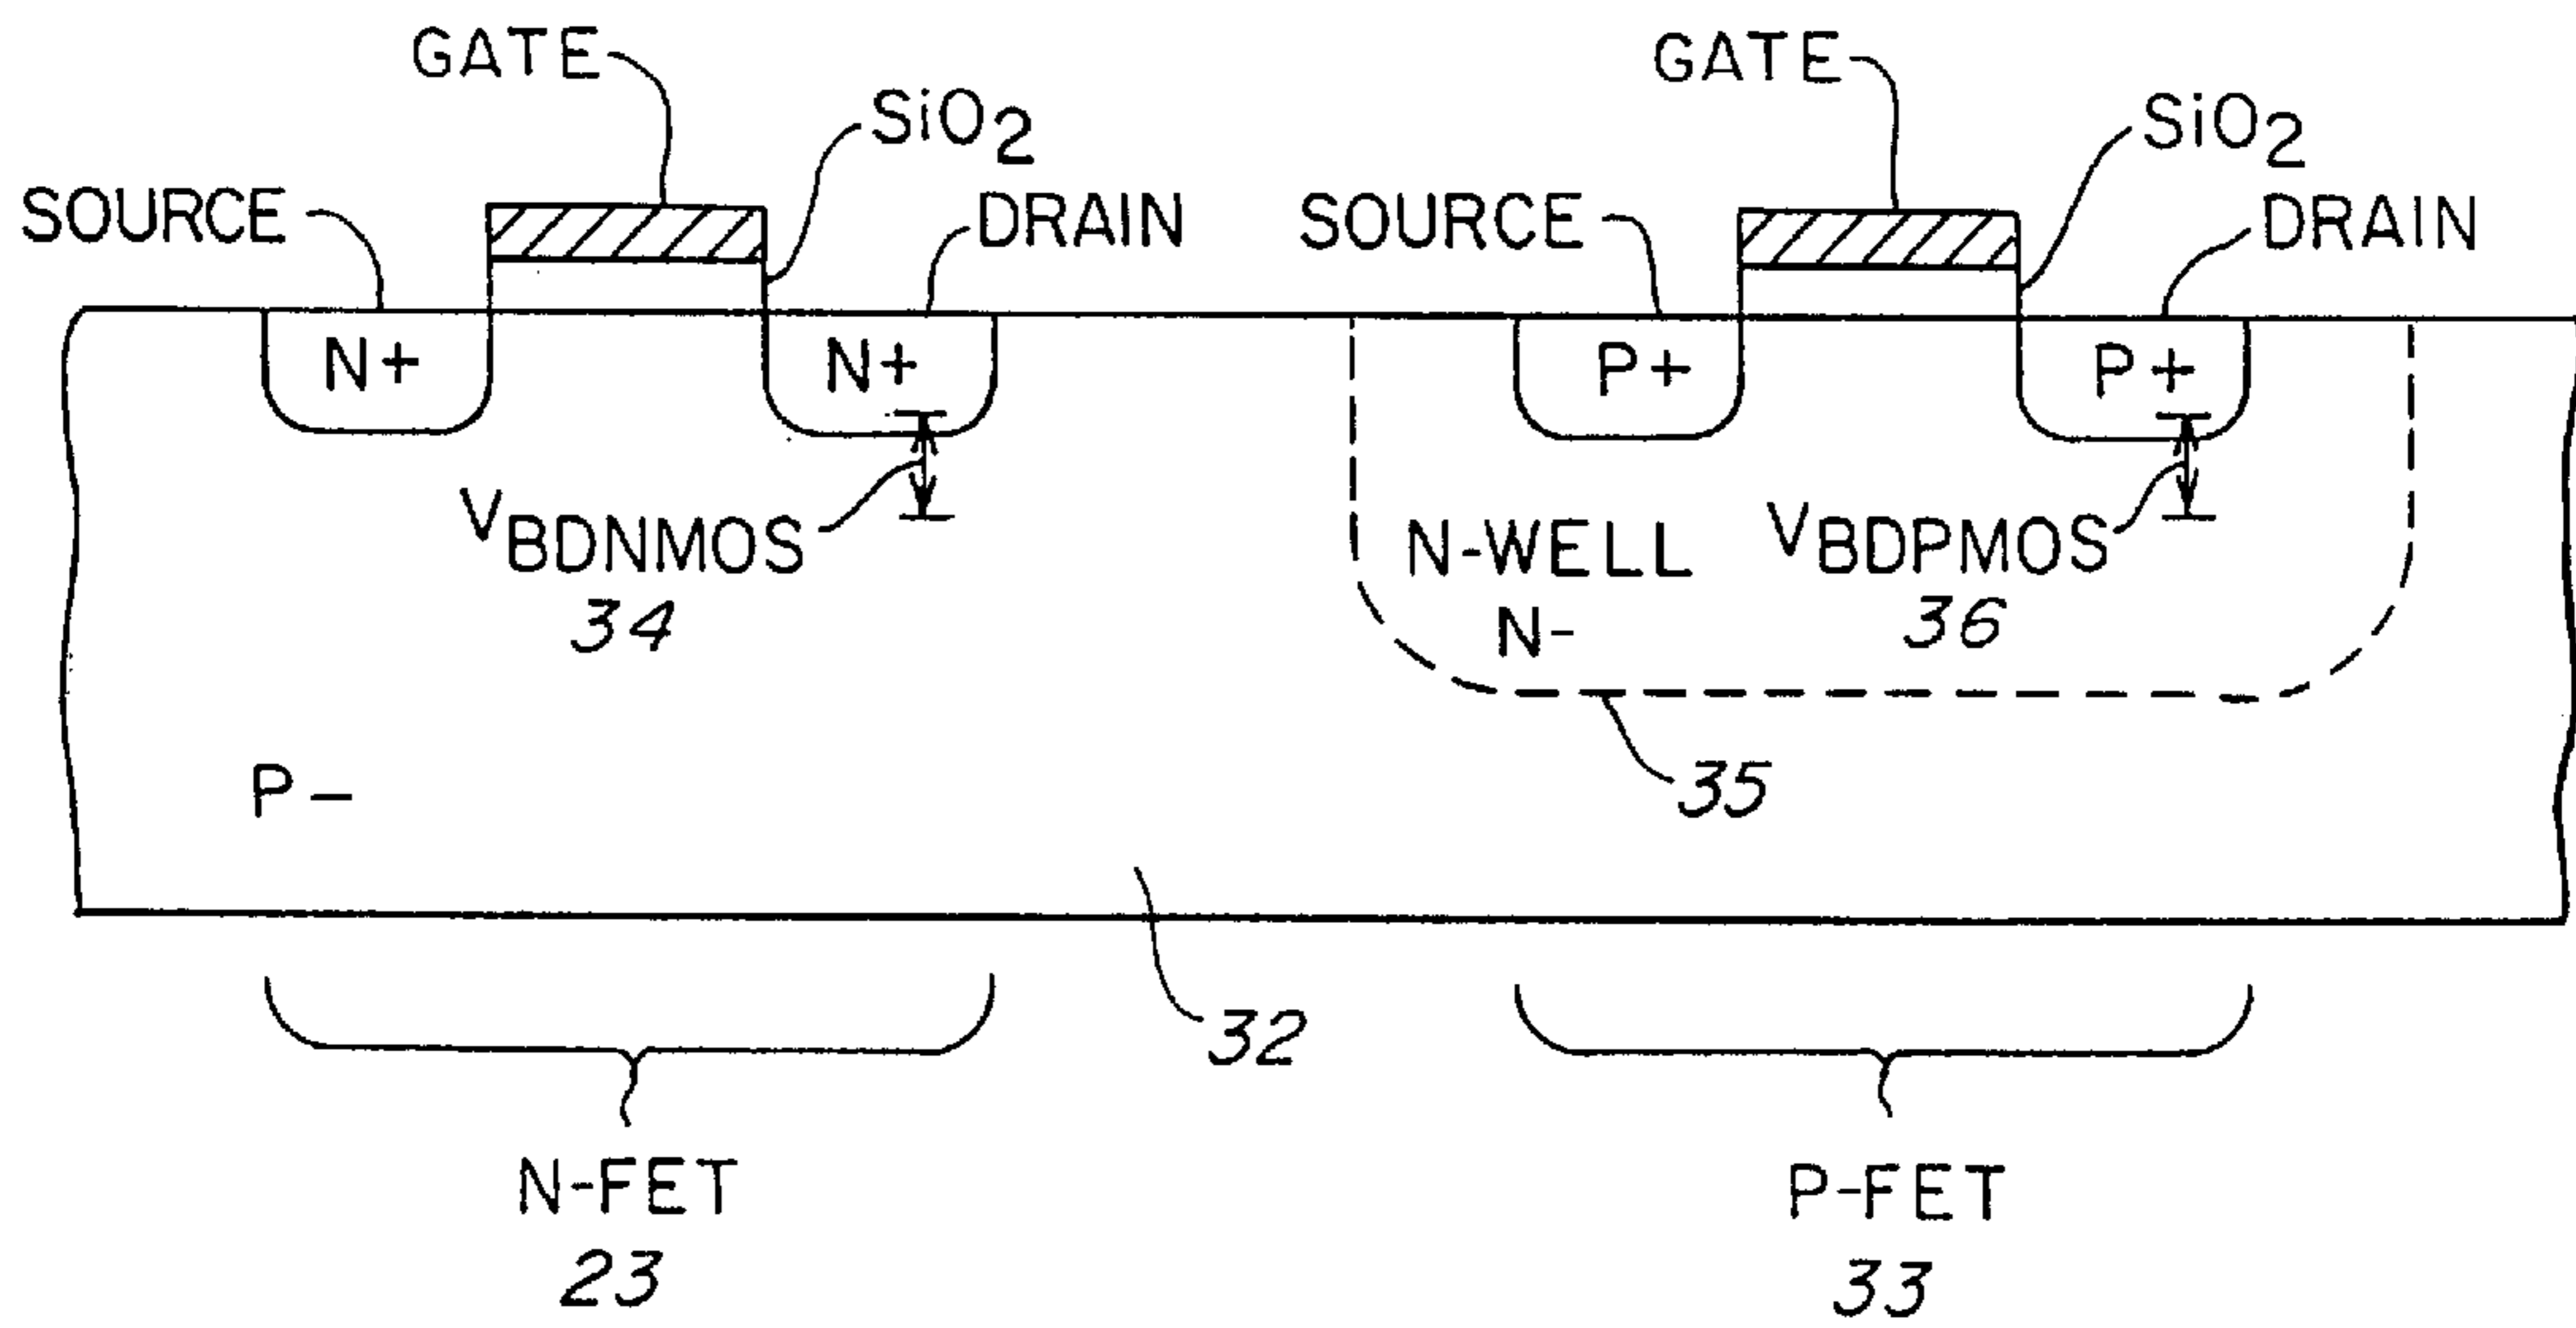 GATE
SiO2
SOURCE
DRAIN
N+
N+
VBDNMOS
34
P-
GATE
SiO2
SOURCE
DRAIN
P+
P+
N-WELL
N-
VBDPMOS
36
35
32
N-FET
23
P-FET
33